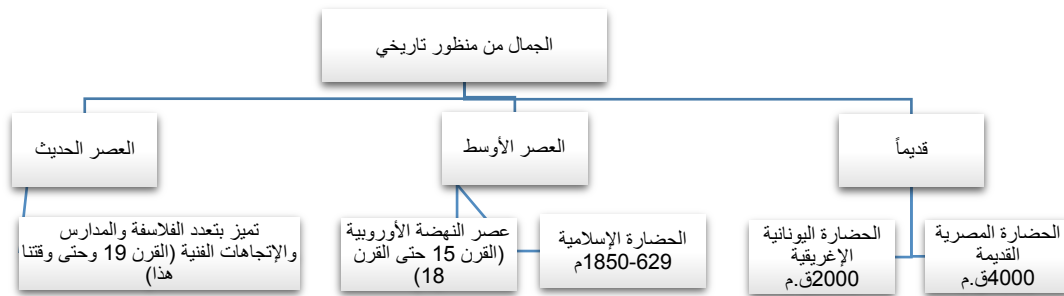 الجمال من منظور تاريخي
قديماً
العصر الأوسط
العصر الحديث
الحضارة المصرية
القديمة
4000ق.م
الحضارة اليونانية
الإغريقية
2000ق.م
الحضارة الإسلامية
629-1850م
عصر النهضة الأوروبية
(القرن 15 حتى القرن
18)
تميز بتعدد الفلاسفة والمدارس
والإتجاهات الفنية (القرن 19 وحتى وقتنا
هذا)